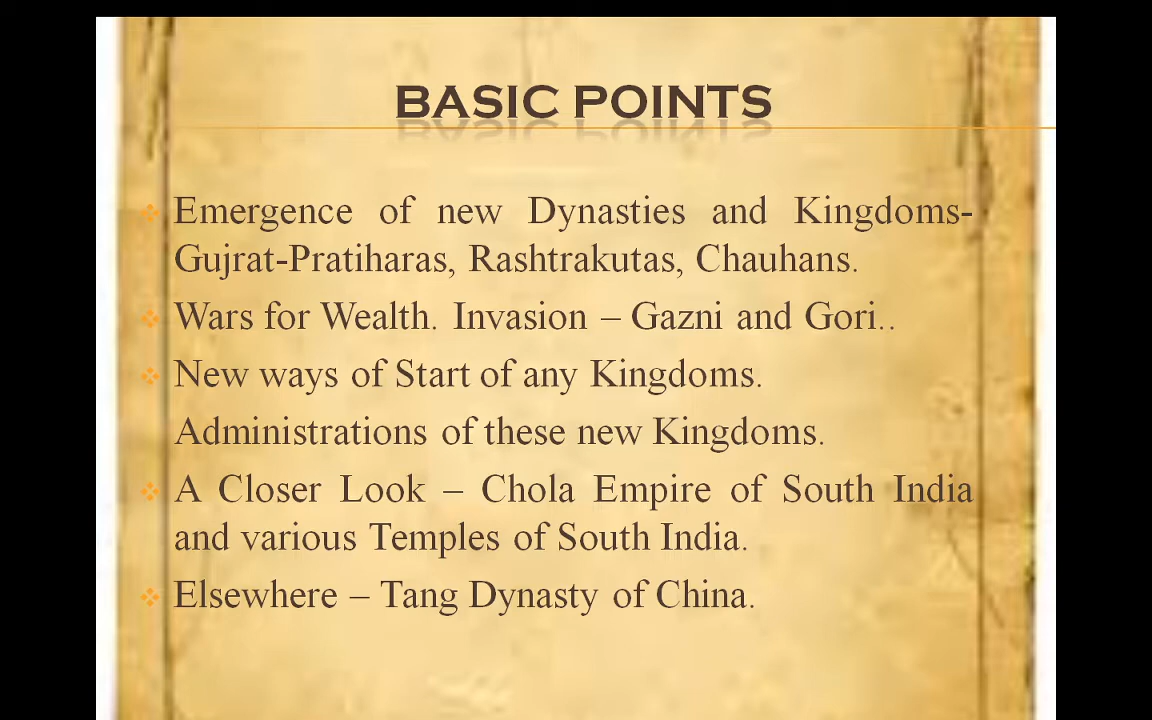 BASIC POINTS
Emergence of new Dynasties and Kingdoms-
Gujrat-Pratiharas, Rashtrakutas, Chauhans.
Wars for Wealth. Invasion – Gazni and Gori..
New ways of Start of any Kingdoms.
Administrations of these new Kingdoms.
A Closer Look – Chola Empire of South India
and various Temples of South India.
Elsewhere – Tang Dynasty of China.